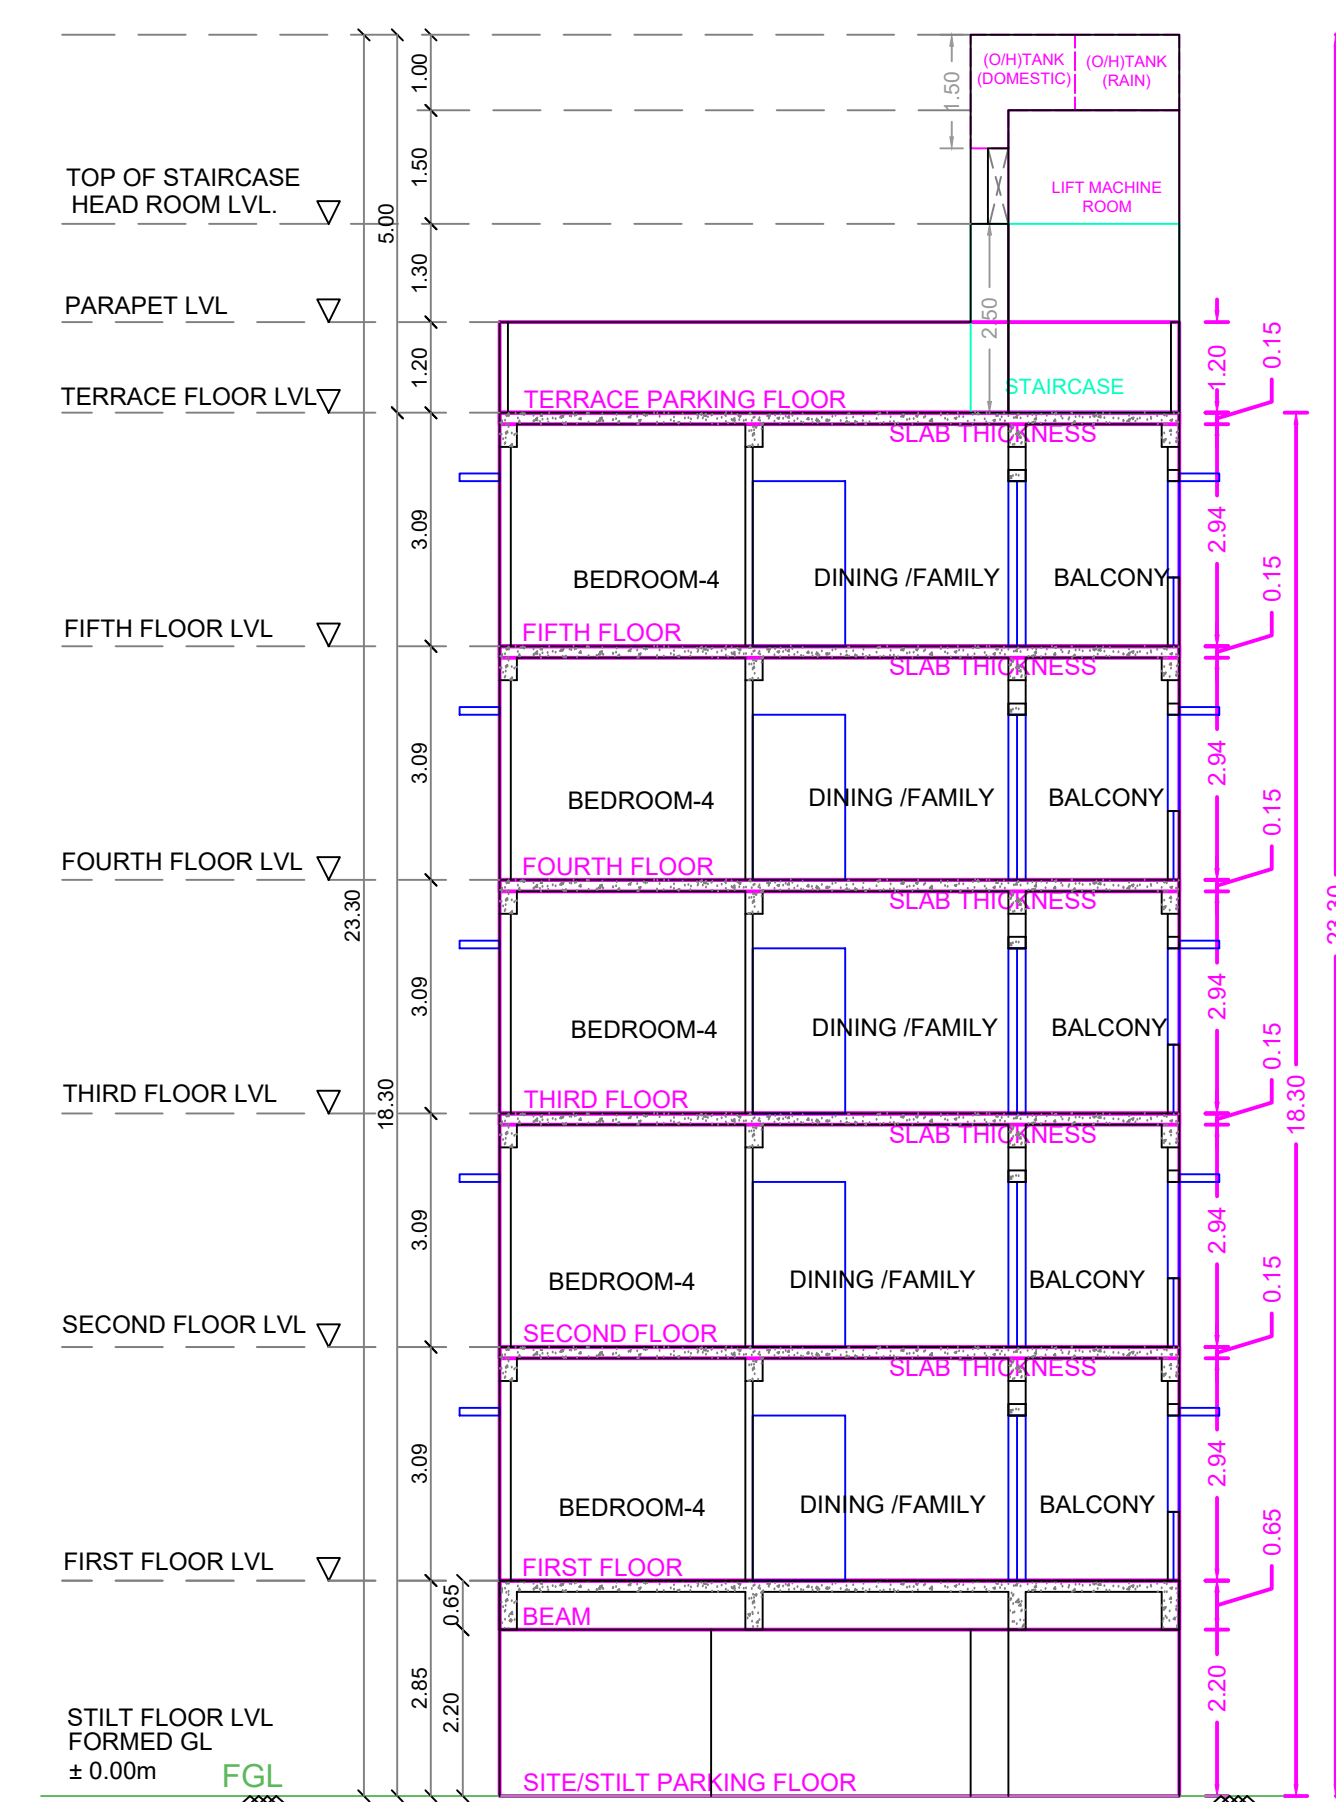 1.00
1.50
(O/H)TANK
(DOMESTIC)
(O/H)TANK
(RAIN)
1.50
TOP OF STAIRCASE
HEAD ROOM LVL.
LIFT MACHINE
ROOM
5.00
1.30
2.50
PARAPET LVL
1.20
1.20
0.15
TERRACE FLOOR LVL
TERRACE PARKING FLOOR
STAIRCASE
SLAB THICKNESS
3.09
2.94
BEDROOM-4
DINING /FAMILY
BALCONY
0.15
FIFTH FLOOR LVL
FIFTH FLOOR
SLAB THICKNESS
3.09
2.94
BEDROOM-4
DINING /FAMILY
BALCONY
0.15
FOURTH FLOOR LVL
FOURTH FLOOR
SLAB THICKNESS
23.30
23.30
3.09
2.94
BEDROOM-4
DINING /FAMILY
BALCONY
0.15
THIRD FLOOR LVL
THIRD FLOOR
18.30
18.30
SLAB THICKNESS
3.09
2.94
BEDROOM-4
DINING /FAMILY
BALCONY
0.15
SECOND FLOOR LVL
SECOND FLOOR
SLAB THICKNESS
3.09
2.94
BEDROOM-4
DINING /FAMILY
BALCONY
0.65
FIRST FLOOR LVL
FIRST FLOOR
0.65
BEAM
2.85
2.20
2.20
STILT FLOOR LVL
FORMED GL
± 0.00m
FGL
SITE/STILT PARKING FLOOR